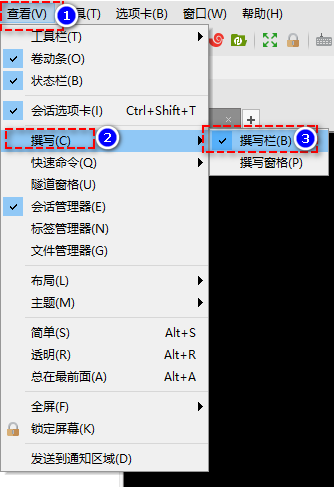 查看(V) 具(T) 选项卡(B) 窗口(W) 帮助(H)
1
工具栏(T)
卷动条(O)
状态栏(B)
会话选项卡(I) Ctrl+Shift+T
撰写(C) 2
撰写栏(B) 3
快速命令(Q)
撰写窗格(P)
隧道窗格(U)
会话管理器(E)
标签管理器(N)
文件管理器(G)
布局(L)
主题(M)
简单(S) Alt+S
透明(R) Alt+R
总在最前面(A) Alt+A
全屏(F)
锁定屏幕(K)
发送到通知区域(D)